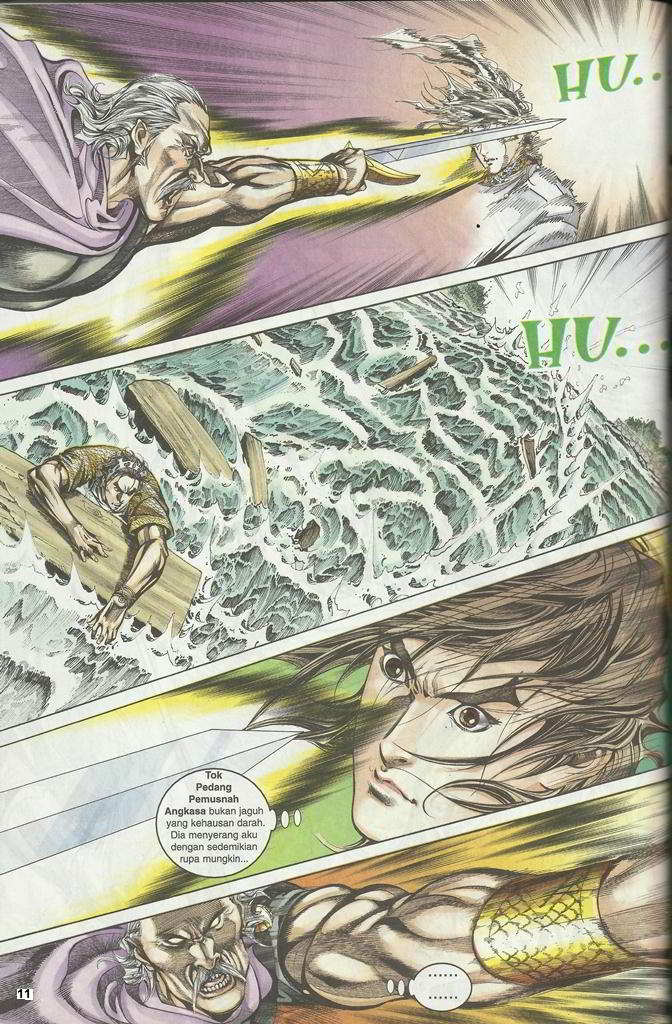 HU..
HU...
Tok
Pedang
Pemusnah
Angkasa bukan jaguh
yang kehausan darah.
Dia menyerang aku
dengan sedemikian
rupa mungkin...
......
......
11